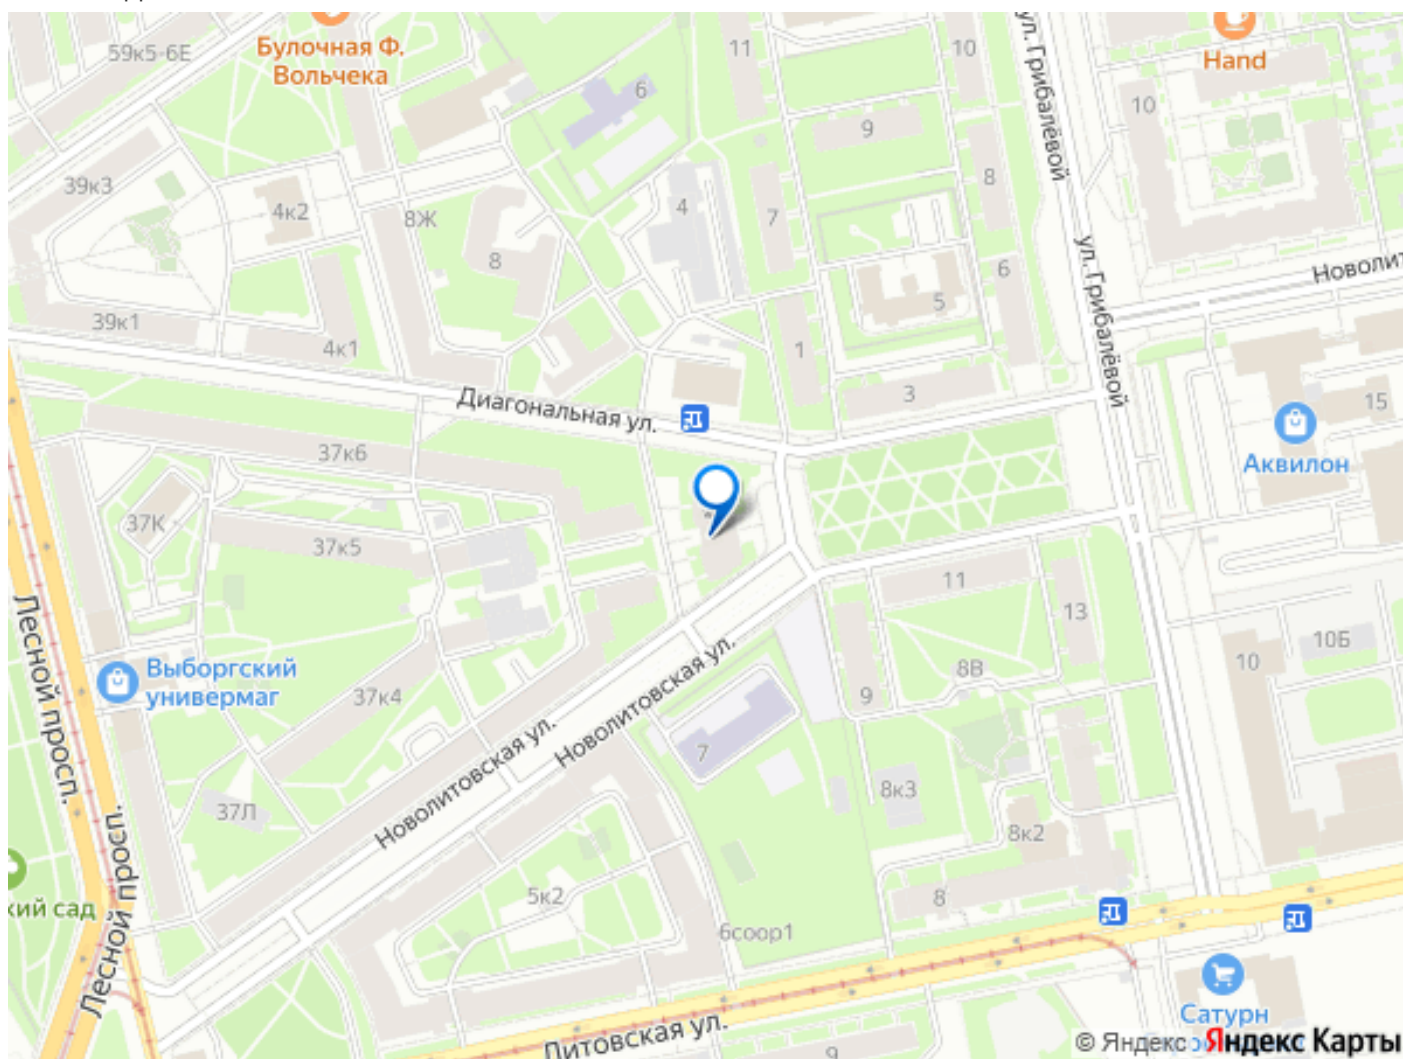 59к5-6Е
Булочная Ф.
Вольчека
11
10
ул. Грибалёвой
Hand
6
9
10
39к3
4к2
8Ж
4
7
8
8
ул. Грибалёвой
6
5
Новолит
39к1
4к1
1
3
Диагональная ул.
15
Аквилон
37к6
37К
37к5
11
13
Лесной просп.
10Б
10
Выборгский
универмаг
37к4
8В
9
Новолитовская ул.
Новолитовская ул.
7
37Л
8к3
8к2
Лесной просп.
кий сад
5к2
8
6соор1
Литовская ул.
9
Сатурн
© Яндекс
Яндекс Карты